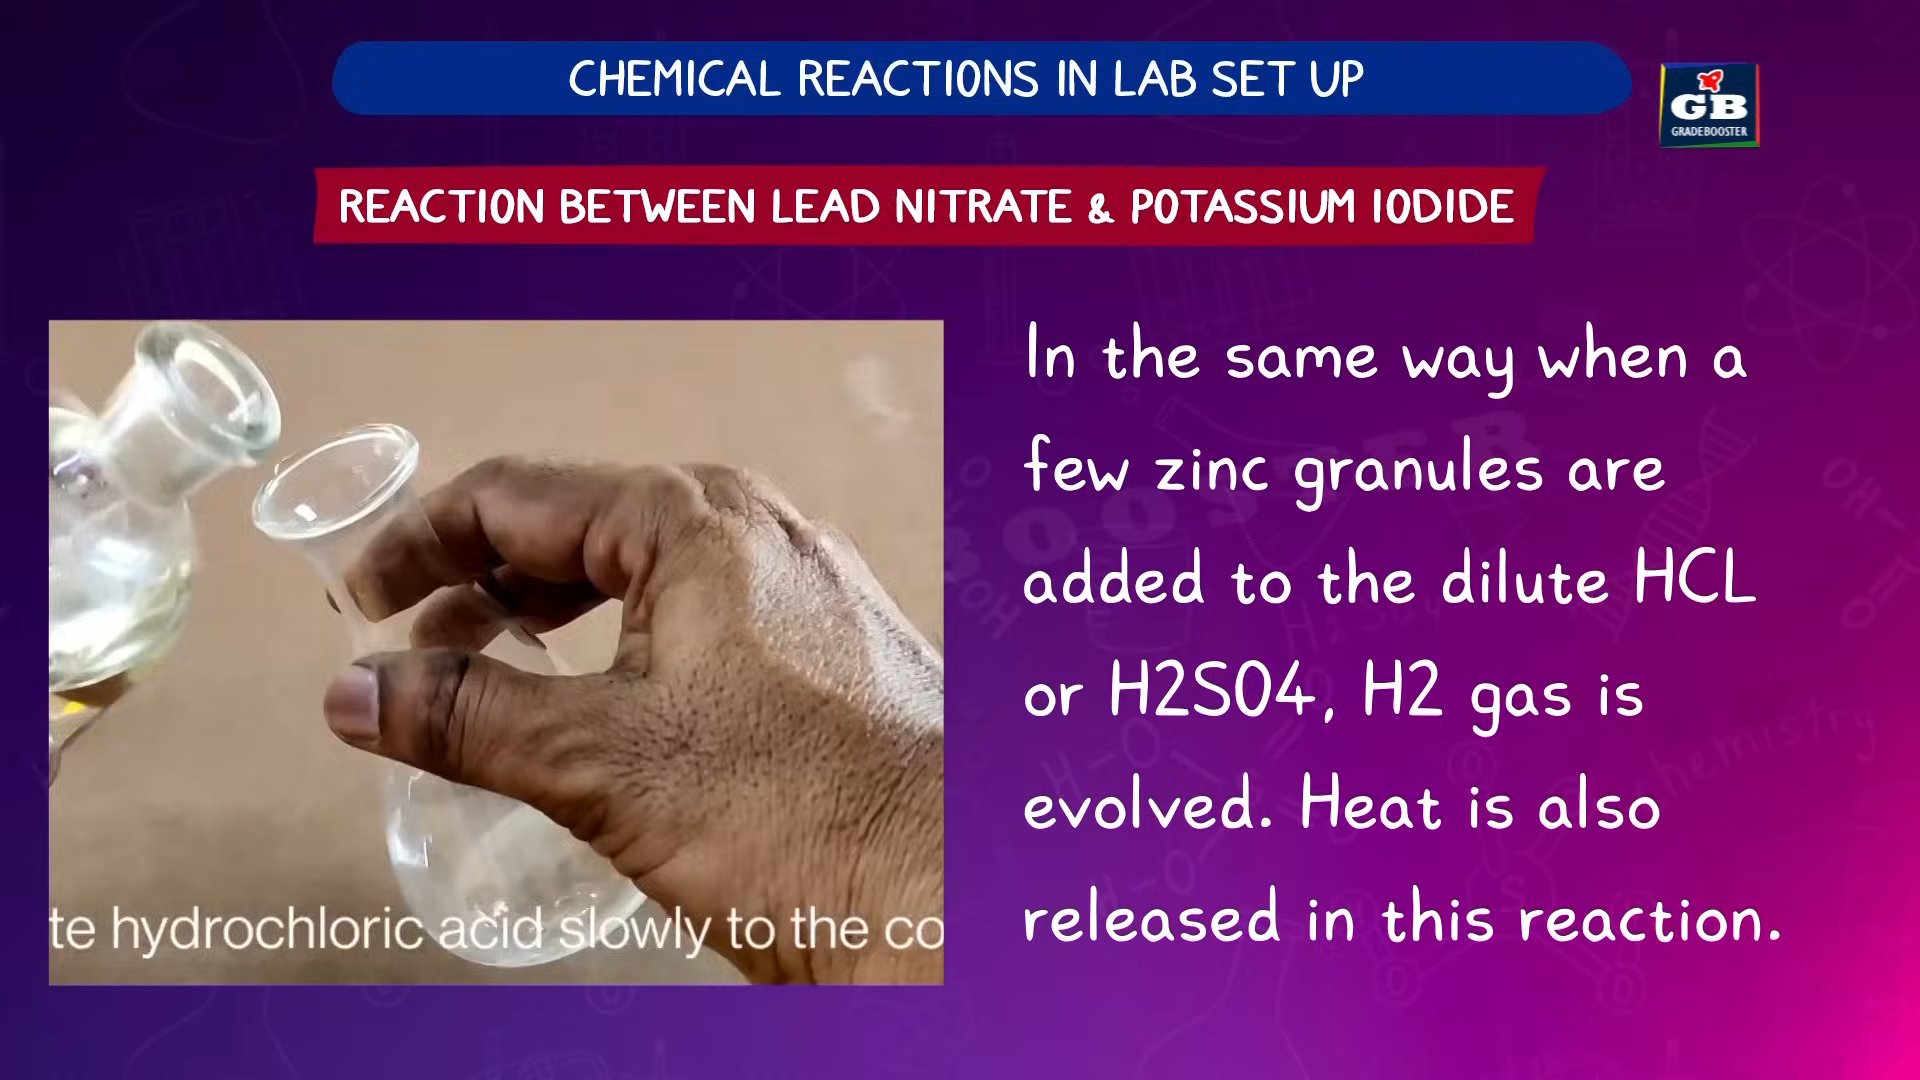 CHEMICAL REACTIONS IN LAB SET UP
GB
GRADEBOOSTER
REACTION BETWEEN LEAD NITRATE & POTASSIUM IODIDE
In the same way when a
few zinc granules are
added to the dilute HCL
or H2SO4, H2 gas is
evolved. Heat is also
released in this reaction.
te hydrochloric acid slowly to the co